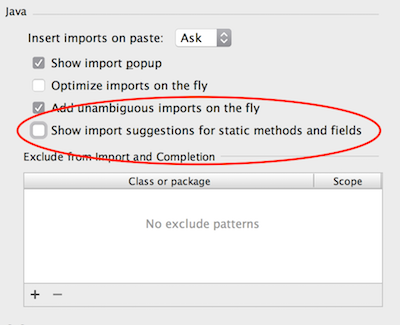 Java
Insert imports on paste: Ask
Show import popup
Optimize imports on the fly
Add unambiguous imports on the fly
Show import suggestions for static methods and fields
Exclude from Import and Completion
Class or package Scope
No exclude patterns
+ −